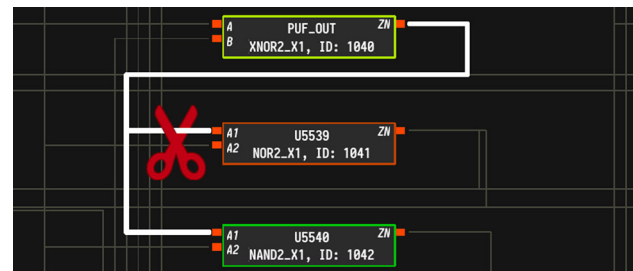 A PUF_OUT ZN
B XNOR2_X1, ID: 1040
A1 U5539 ZN
A2 NOR2_X1, ID: 1041
A1 U5540 ZN
A2 NAND2_X1, ID: 1042